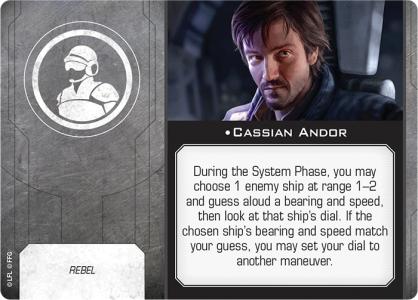 •CASSIAN ANDOR
During the System Phase, you may
choose 1 enemy ship at range 1–2
and guess aloud a bearing and speed,
then look at that ship's dial. If the
chosen ship's bearing and speed match
your guess, you may set your dial to
another maneuver.
REBEL
©LFL ©FFG